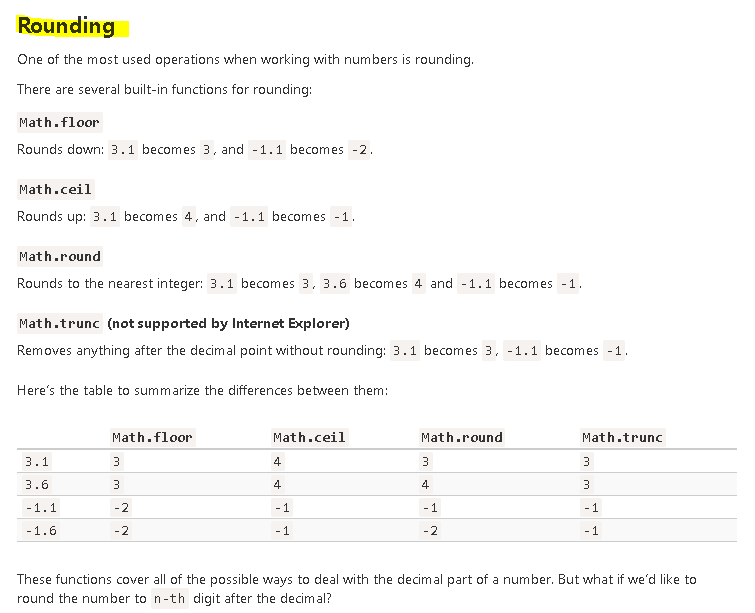 Rounding
One of the most used operations when working with numbers is rounding.
There are several built-in functions for rounding:
Math.floor
Rounds down: 3.1 becomes 3, and -1.1 becomes -2.
Math.ceil
Rounds up: 3.1 becomes 4, and -1.1 becomes -1.
Math.round
Rounds to the nearest integer: 3.1 becomes 3, 3.6 becomes 4 and -1.1 becomes -1.
Math.trunc (not supported by Internet Explorer)
Removes anything after the decimal point without rounding: 3.1 becomes 3, -1.1 becomes -1.
Here’s the table to summarize the differences between them:
Math.floor Math.ceil Math.round Math.trunc
3.1 3 4 3 3
3.6 3 4 4 3
-1.1 -2 -1 -1 -1
-1.6 -2 -1 -2 -1
These functions cover all of the possible ways to deal with the decimal part of a number. But what if we’d like to
round the number to n-th digit after the decimal?